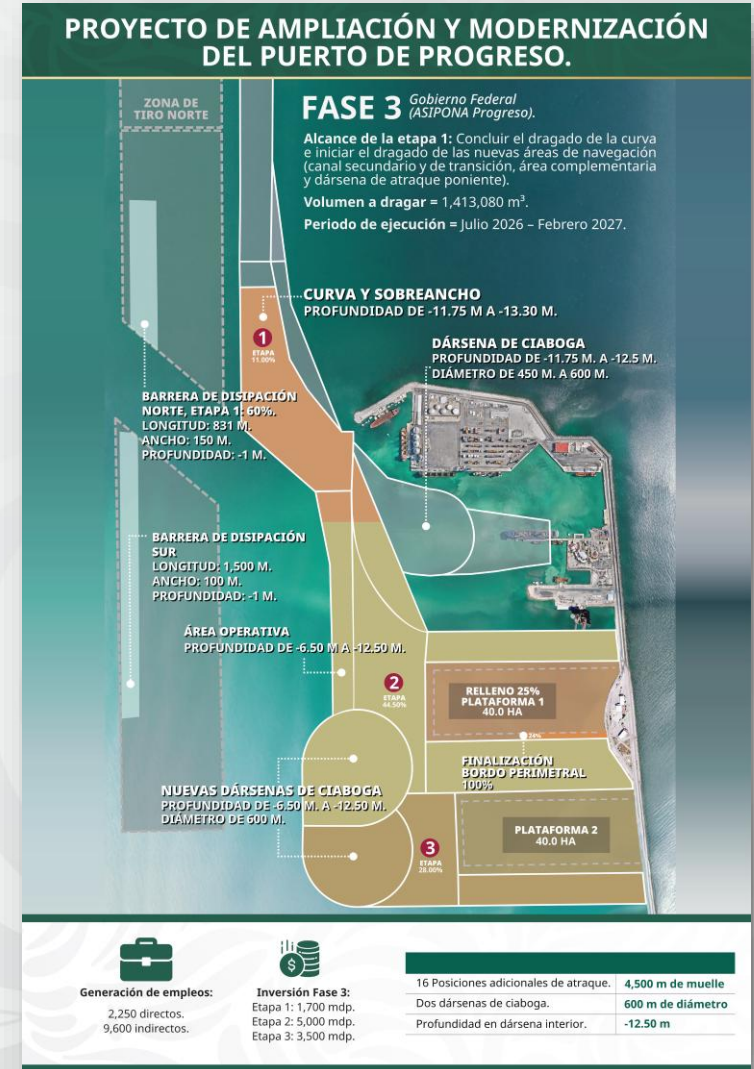 PROYECTO DE AMPLIACIÓN Y MODERNIZACIÓN
DEL PUERTO DE PROGRESO.
ZONA DE
TIRO NORTE
FASE 3 Gobierno Federal
(ASIPONA Progreso).
Alcance de la etapa 1: Concluir el dragado de la curva
e iniciar el dragado de las nuevas áreas de navegación
(canal secundario y de transición, área complementaria
y dársena de atraque poniente).
Volumen a dragar = 1,413,080 m³.
Periodo de ejecución = Julio 2026 – Febrero 2027.
CURVA Y SOBREANCHO
PROFUNDIDAD DE -11.75 M A -13.30 M.
1
ETAPA
11.00%
DÁRSENA DE CIABOGA
PROFUNDIDAD DE -11.75 M. A -12.5 M.
DIÁMETRO DE 450 M. A 600 M.
BARRERA DE DISIPACIÓN
NORTE, ETAPA 1: 60%.
LONGITUD: 831 M.
ANCHO: 150 M.
PROFUNDIDAD: -1 M.
BARRERA DE DISIPACIÓN
SUR
LONGITUD: 1,500 M.
ANCHO: 100 M.
PROFUNDIDAD: -1 M.
ÁREA OPERATIVA
PROFUNDIDAD DE -6.50 M A -12.50 M.
2
ETAPA
44.50%
RELLENO 25%
PLATAFORMA 1
40.0 HA
24%
FINALIZACIÓN
BORDO PERIMETRAL
100%
NUEVAS DÁRSENAS DE CIABOGA
PROFUNDIDAD DE -6.50 M. A -12.50 M.
DIÁMETRO DE 600 M.
3
ETAPA
28.00%
PLATAFORMA 2
40.0 HA
Generación de empleos:
2,250 directos.
9,600 indirectos.
Inversión Fase 3:
Etapa 1: 1,700 mdp.
Etapa 2: 5,000 mdp.
Etapa 3: 3,500 mdp.
16 Posiciones adicionales de atraque. 4,500 m de muelle
Dos dársenas de ciaboga. 600 m de diámetro
Profundidad en dársena interior. -12.50 m